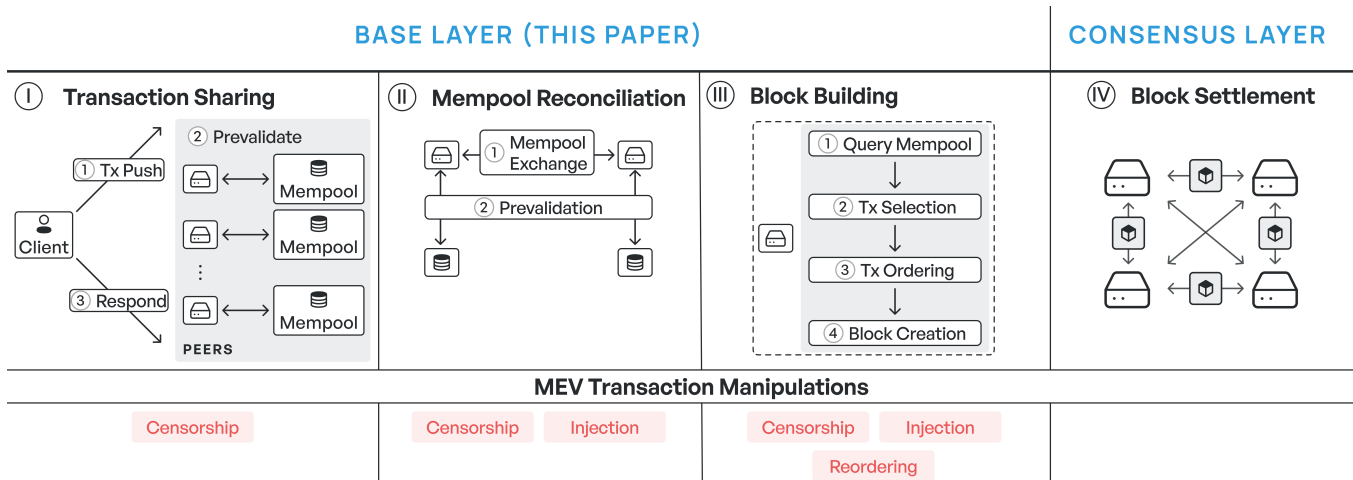 BASE LAYER (THIS PAPER)
CONSENSUS LAYER
I Transaction Sharing
1 Tx Push
Client
3 Respond
2 Prevalidate
Mempool
Mempool
⋮
Mempool
PEERS
II Mempool Reconciliation
1 Mempool
Exchange
2 Prevalidation
III Block Building
1 Query Mempool
2 Tx Selection
3 Tx Ordering
4 Block Creation
IV Block Settlement
MEV Transaction Manipulations
Censorship
Censorship
Injection
Censorship
Injection
Reordering